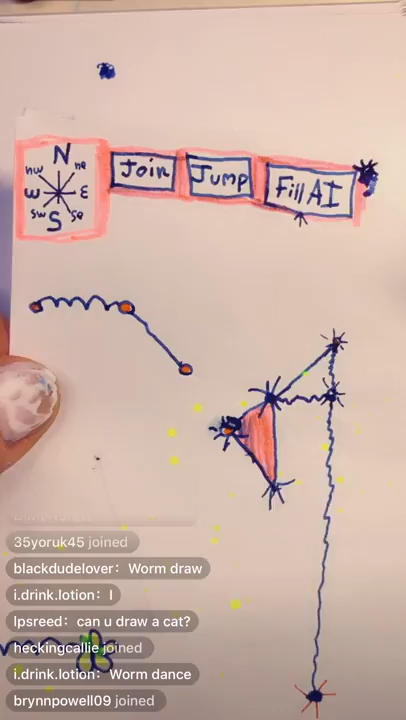 N
nw ne
W E
sw se
S
Join Jump Fill AI
35yoruk45 joined
blackdudelover: Worm draw
i.drink.lotion: I
lpsreed: can u draw a cat?
heckingcallie joined
i.drink.lotion: Worm dance
brynnpowell09 joined